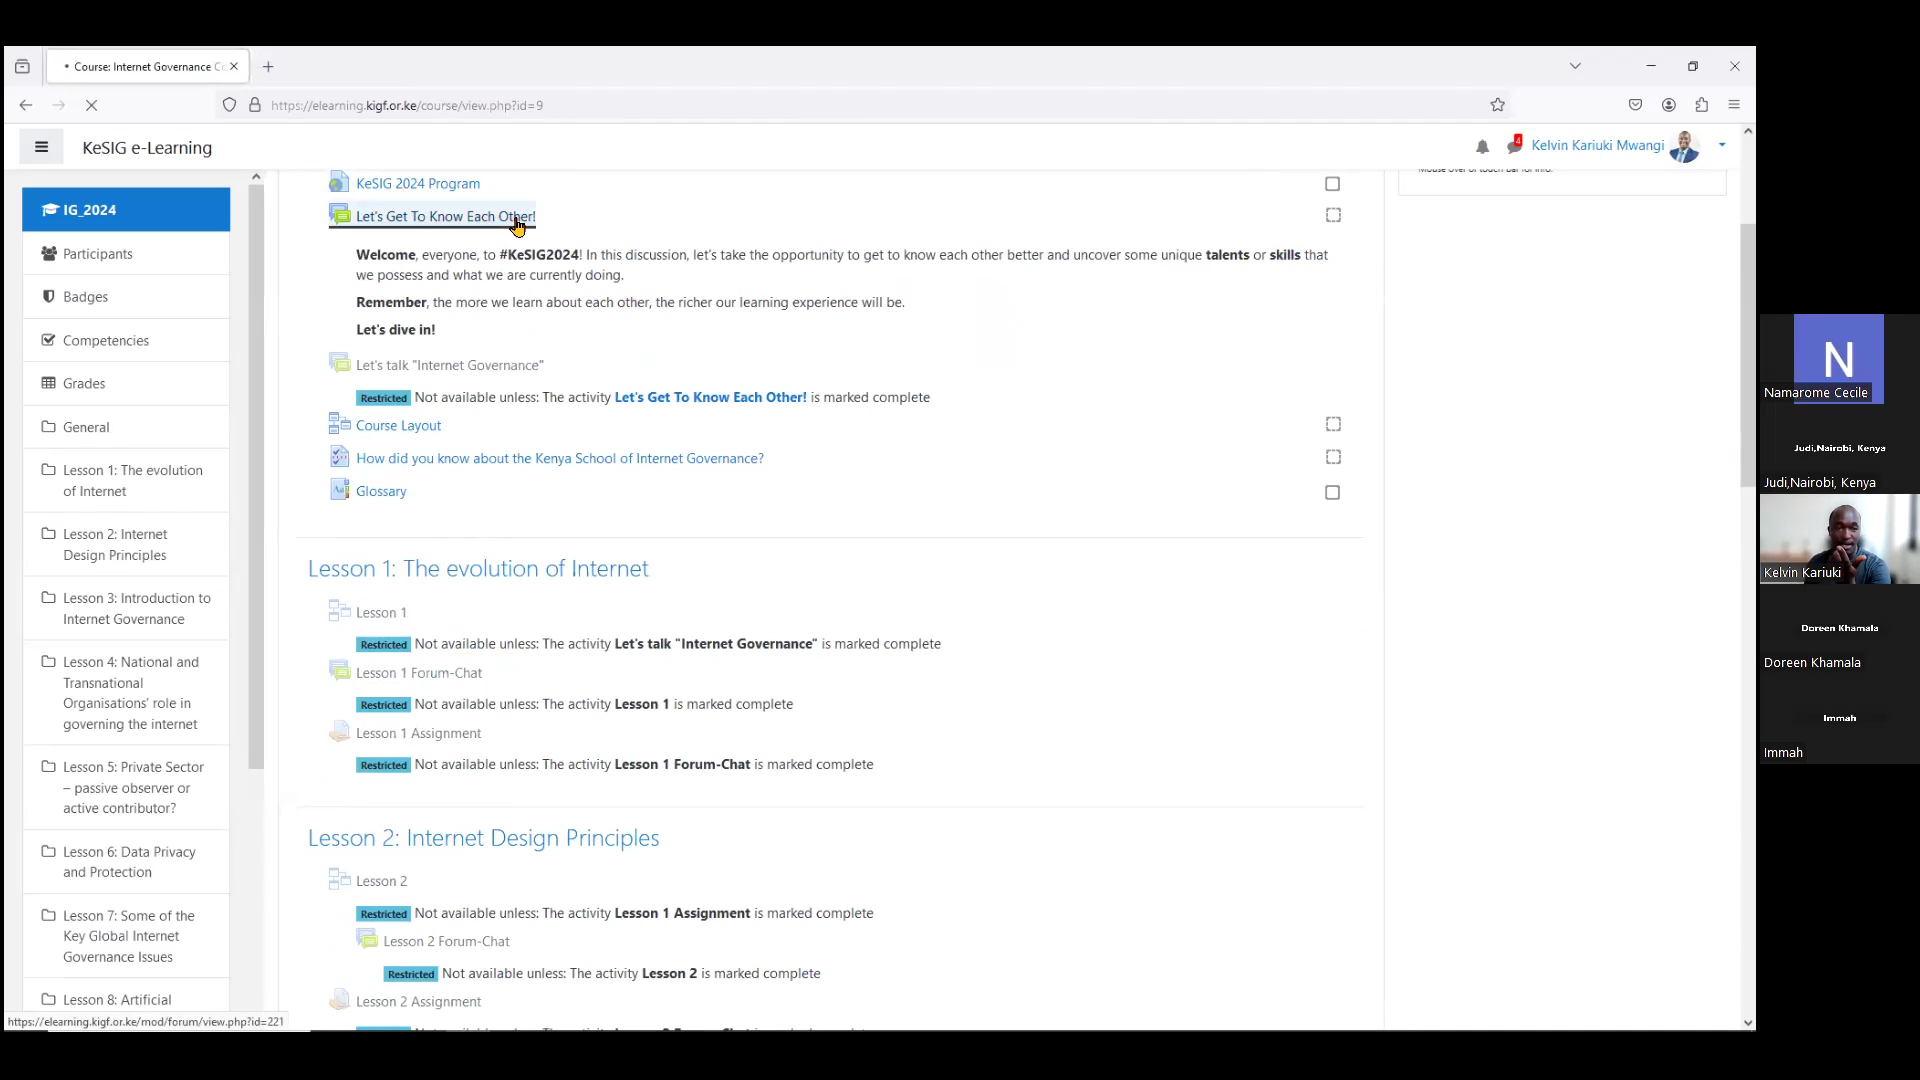 Course: Internet Governance C
https://elearning.kigf.or.ke/course/view.php?id=9
KeSIG e-Learning
4
Kelvin Kariuki Mwangi
IG_2024
Participants
Badges
Competencies
Grades
General
Lesson 1: The evolution
of Internet
Lesson 2: Internet
Design Principles
Lesson 3: Introduction to
Internet Governance
Lesson 4: National and
Transnational
Organisations' role in
governing the internet
Lesson 5: Private Sector
– passive observer or
active contributor?
Lesson 6: Data Privacy
and Protection
Lesson 7: Some of the
Key Global Internet
Governance Issues
Lesson 8: Artificial
https://elearning.kigf.or.ke/mod/forum/view.php?id=221
KeSIG 2024 Program
Let's Get To Know Each Other!
Welcome, everyone, to #KeSIG2024! In this discussion, let's take the opportunity to get to know each other better and uncover some unique talents or skills that
we possess and what we are currently doing.
Remember, the more we learn about each other, the richer our learning experience will be.
Let's dive in!
Let's talk "Internet Governance"
Restricted Not available unless: The activity Let's Get To Know Each Other! is marked complete
Course Layout
How did you know about the Kenya School of Internet Governance?
Glossary
Lesson 1: The evolution of Internet
Lesson 1
Restricted Not available unless: The activity Let's talk "Internet Governance" is marked complete
Lesson 1 Forum-Chat
Restricted Not available unless: The activity Lesson 1 is marked complete
Lesson 1 Assignment
Restricted Not available unless: The activity Lesson 1 Forum-Chat is marked complete
Lesson 2: Internet Design Principles
Lesson 2
Restricted Not available unless: The activity Lesson 1 Assignment is marked complete
Lesson 2 Forum-Chat
Restricted Not available unless: The activity Lesson 2 is marked complete
Lesson 2 Assignment
Mouse over or touch bar for info.
N
Namarome Cecile
Judi,Nairobi, Kenya
Judi,Nairobi, Kenya
Kelvin Kariuki
Doreen Khamala
Doreen Khamala
Immah
Immah